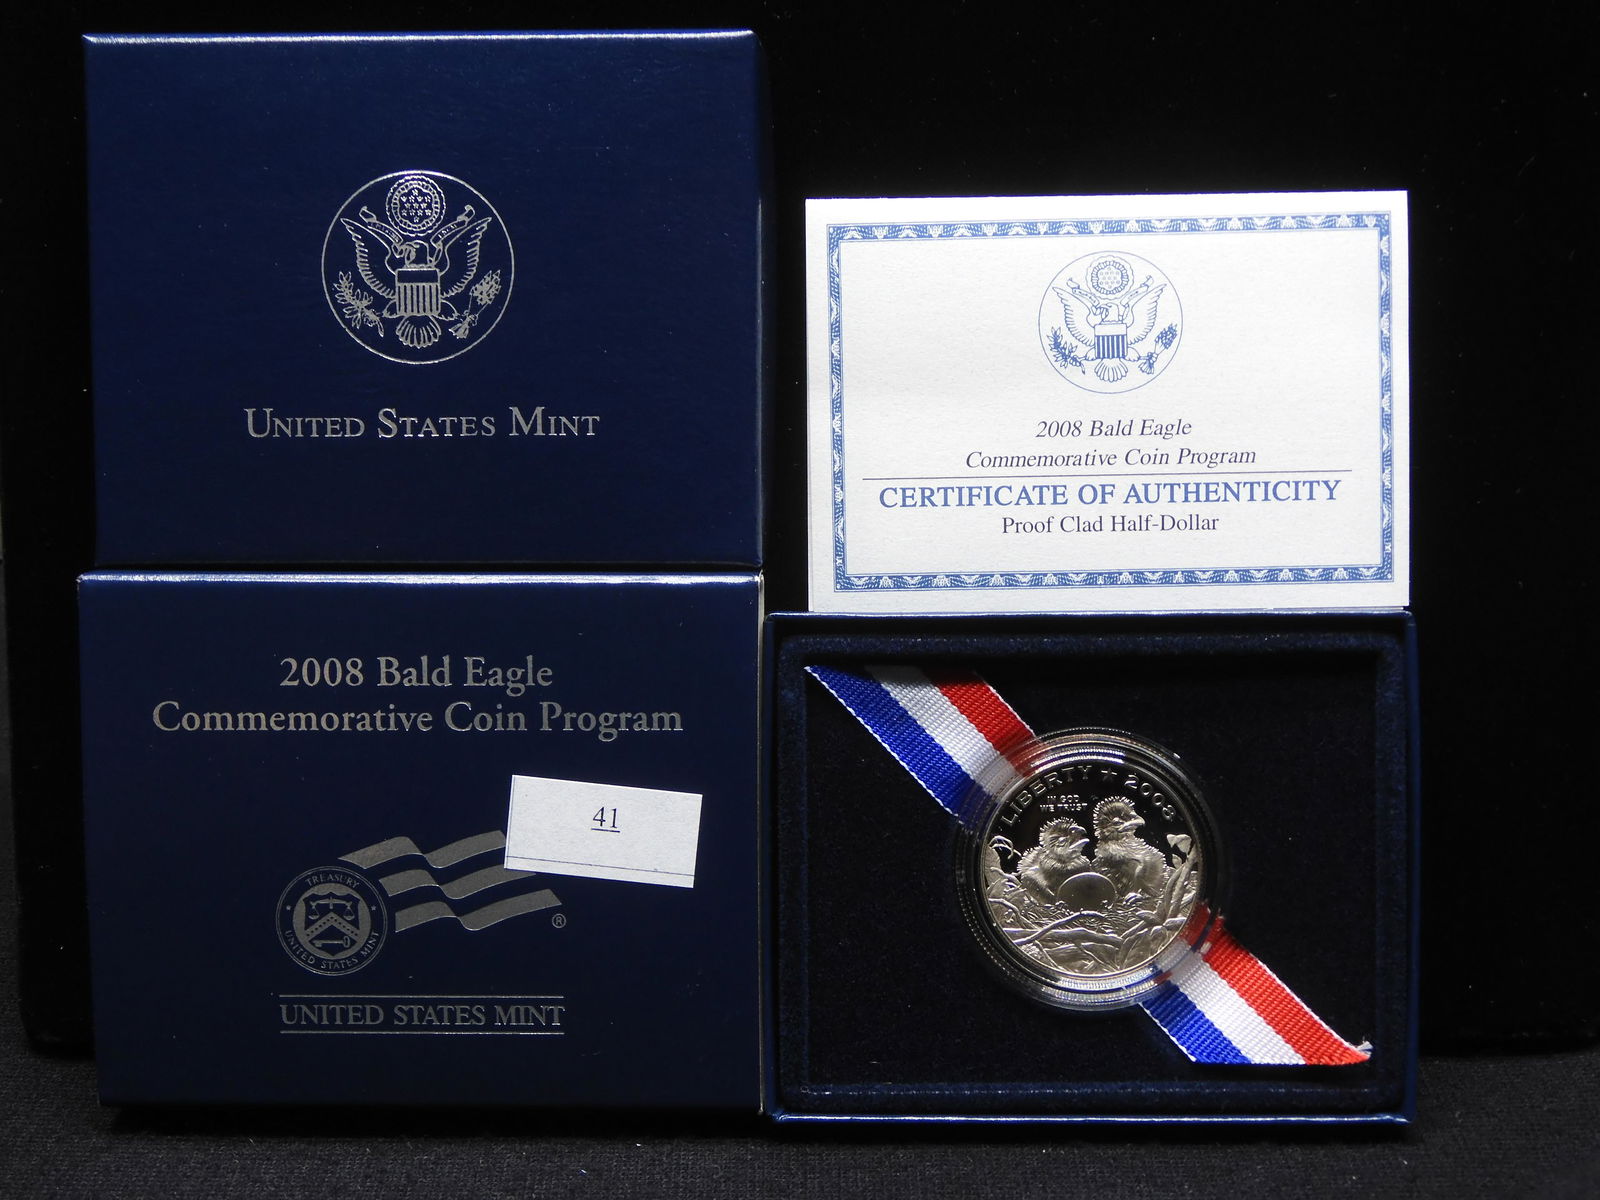 UNITED STATES MINT
2008 Bald Eagle
Commemorative Coin Program
41
TREASURY
UNITED STATES MINT
®
UNITED STATES MINT
2008 Bald Eagle
Commemorative Coin Program
CERTIFICATE OF AUTHENTICITY
Proof Clad Half-Dollar
LIBERTY ★ 2008
IN GOD
WE TRUST